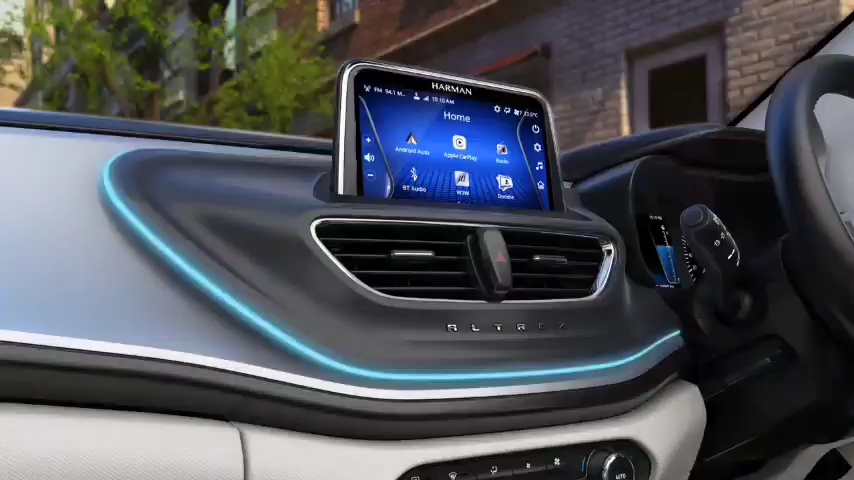 HARMAN
FM 94.1 M... 10:10 AM
23.5°C
Home
Android Auto
Apple CarPlay
Radio
BT Audio
W3W
Doodle
ALTROZ
AUTO